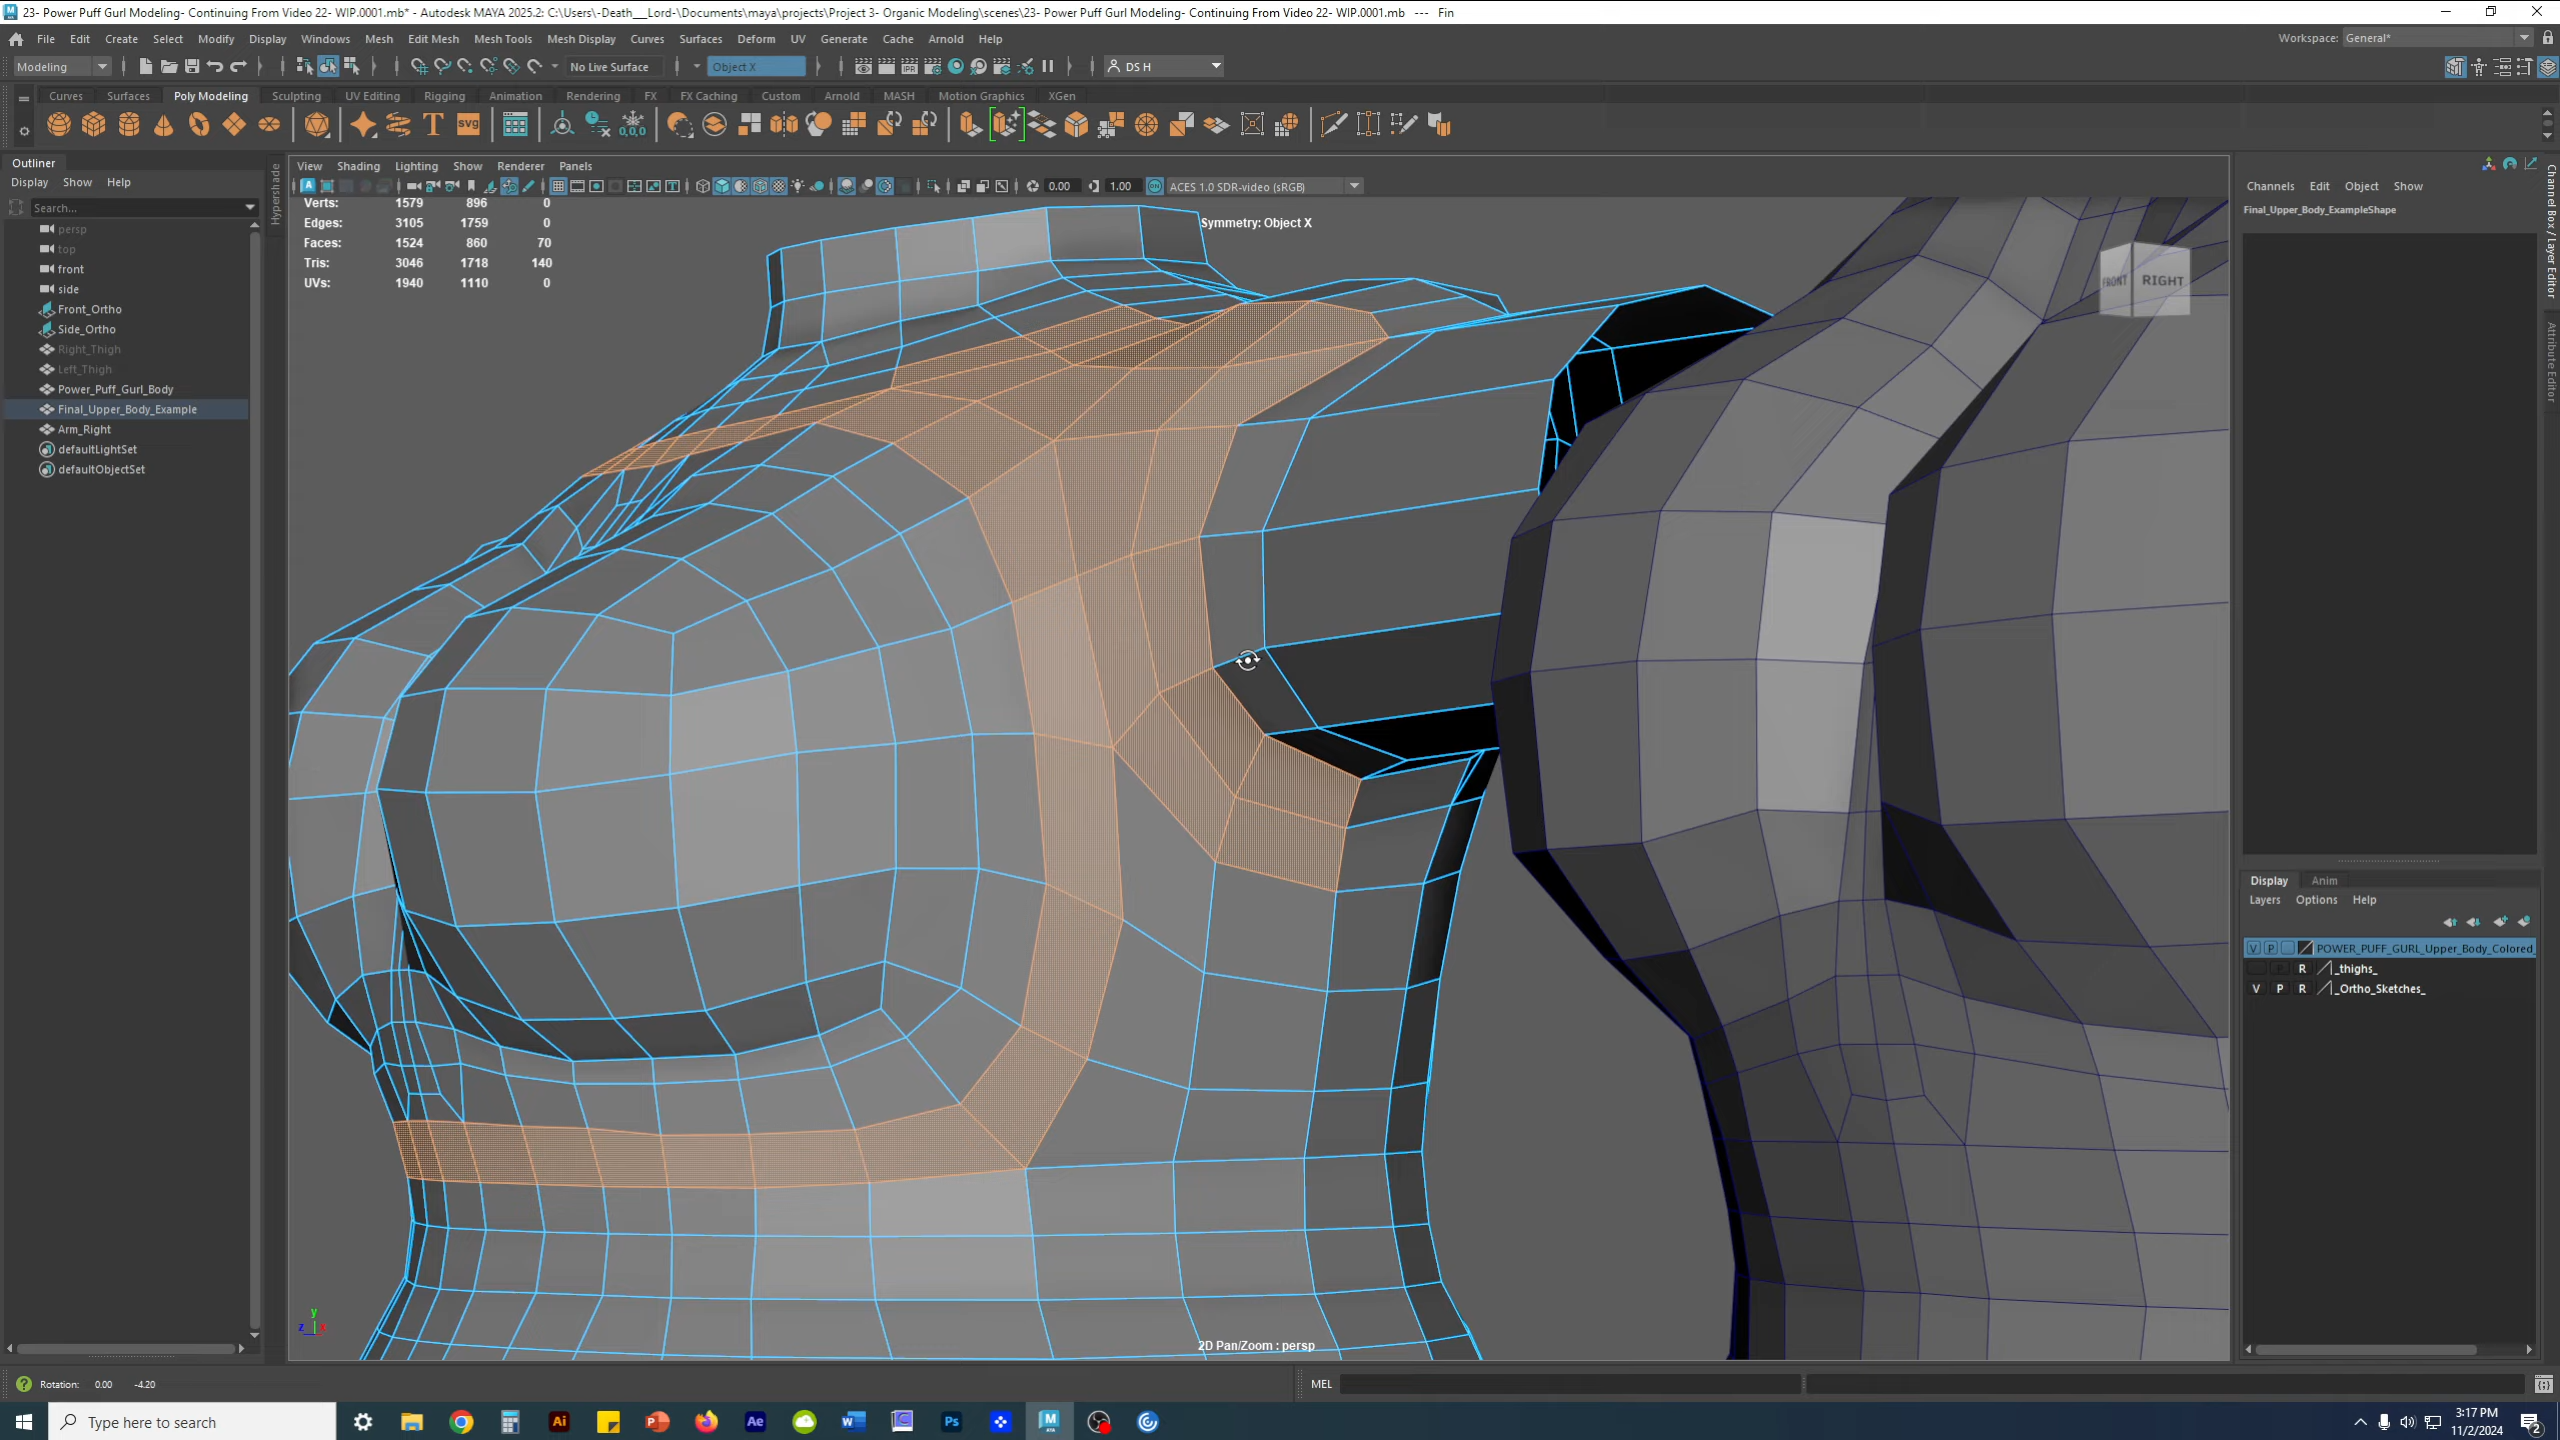 23- Power Puff Gurl Modeling- Continuing From Video 22- WIP.0001.mb* - Autodesk MAYA 2025.2: C:\Users\-Death__Lord-\Documents\maya\projects\Project 3- Organic Modeling\scenes\23- Power Puff Gurl Modeling- Continuing From Video 22- WIP.0001.mb --- Fin
File Edit Create Select Modify Display Windows Mesh Edit Mesh Mesh Tools Mesh Display Curves Surfaces Deform UV Generate Cache Arnold Help
Workspace: General*
Modeling No Live Surface Object X DS H
Curves Surfaces Poly Modeling Sculpting UV Editing Rigging Animation Rendering FX FX Caching Custom Arnold MASH Motion Graphics XGen
Outliner
Display Show Help
Search...
persp
top
front
side
Front_Ortho
Side_Ortho
Right_Thigh
Left_Thigh
Power_Puff_Gurl_Body
Final_Upper_Body_Example
Arm_Right
defaultLightSet
defaultObjectSet
Hypershade
View Shading Lighting Show Renderer Panels
0.00 1.00 ACES 1.0 SDR-video (sRGB)
Verts: 1579 896 0
Edges: 3105 1759 0
Faces: 1524 860 70
Tris: 3046 1718 140
UVs: 1940 1110 0
Symmetry: Object X
FRONT RIGHT
2D Pan/Zoom : persp
y
z x
Channels Edit Object Show
Final_Upper_Body_ExampleShape
Channel Box / Layer Editor
Attribute Editor
Display Anim
Layers Options Help
V P POWER_PUFF_GURL_Upper_Body_Colored_
R _thighs_
V P R _Ortho_Sketches_
Rotation: 0.00 -4.20
MEL
Type here to search
3:17 PM
11/2/2024
2